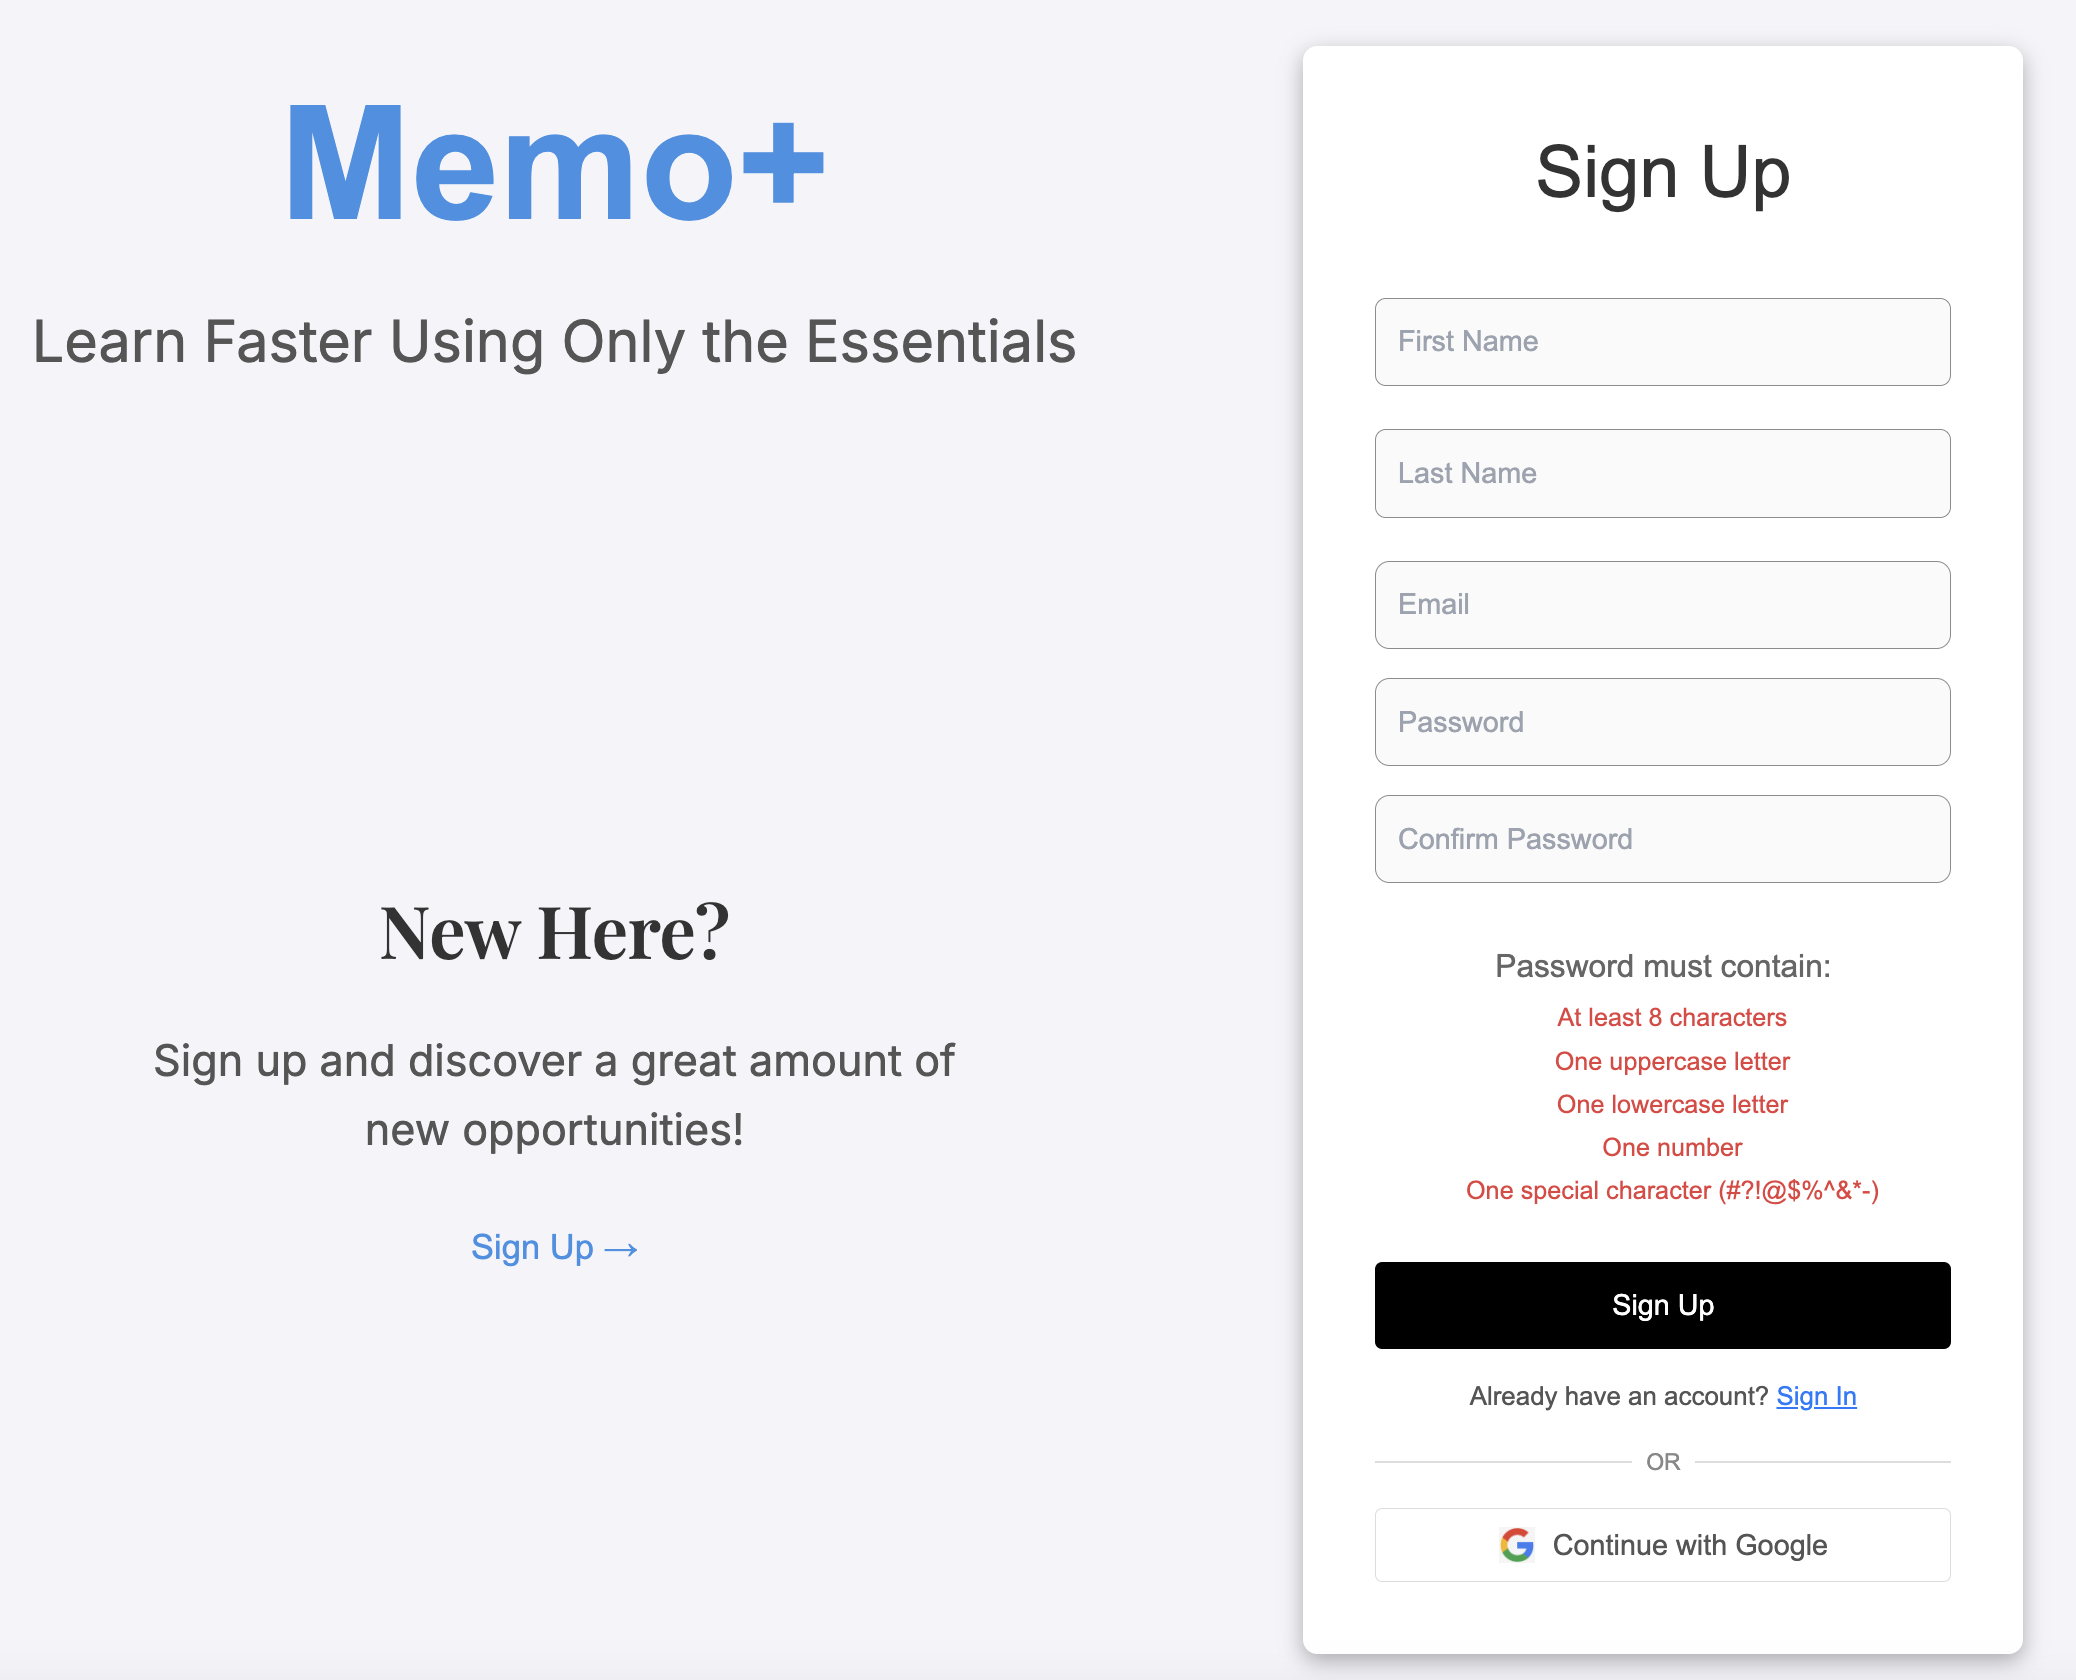 Memo+
Learn Faster Using Only the Essentials
New Here?
Sign up and discover a great amount of
new opportunities!
Sign Up →
Sign Up
First Name
Last Name
Email
Password
Confirm Password
Password must contain:
At least 8 characters
One uppercase letter
One lowercase letter
One number
One special character (#?!@$%^&*-)
Sign Up
Already have an account? Sign In
OR
Continue with Google